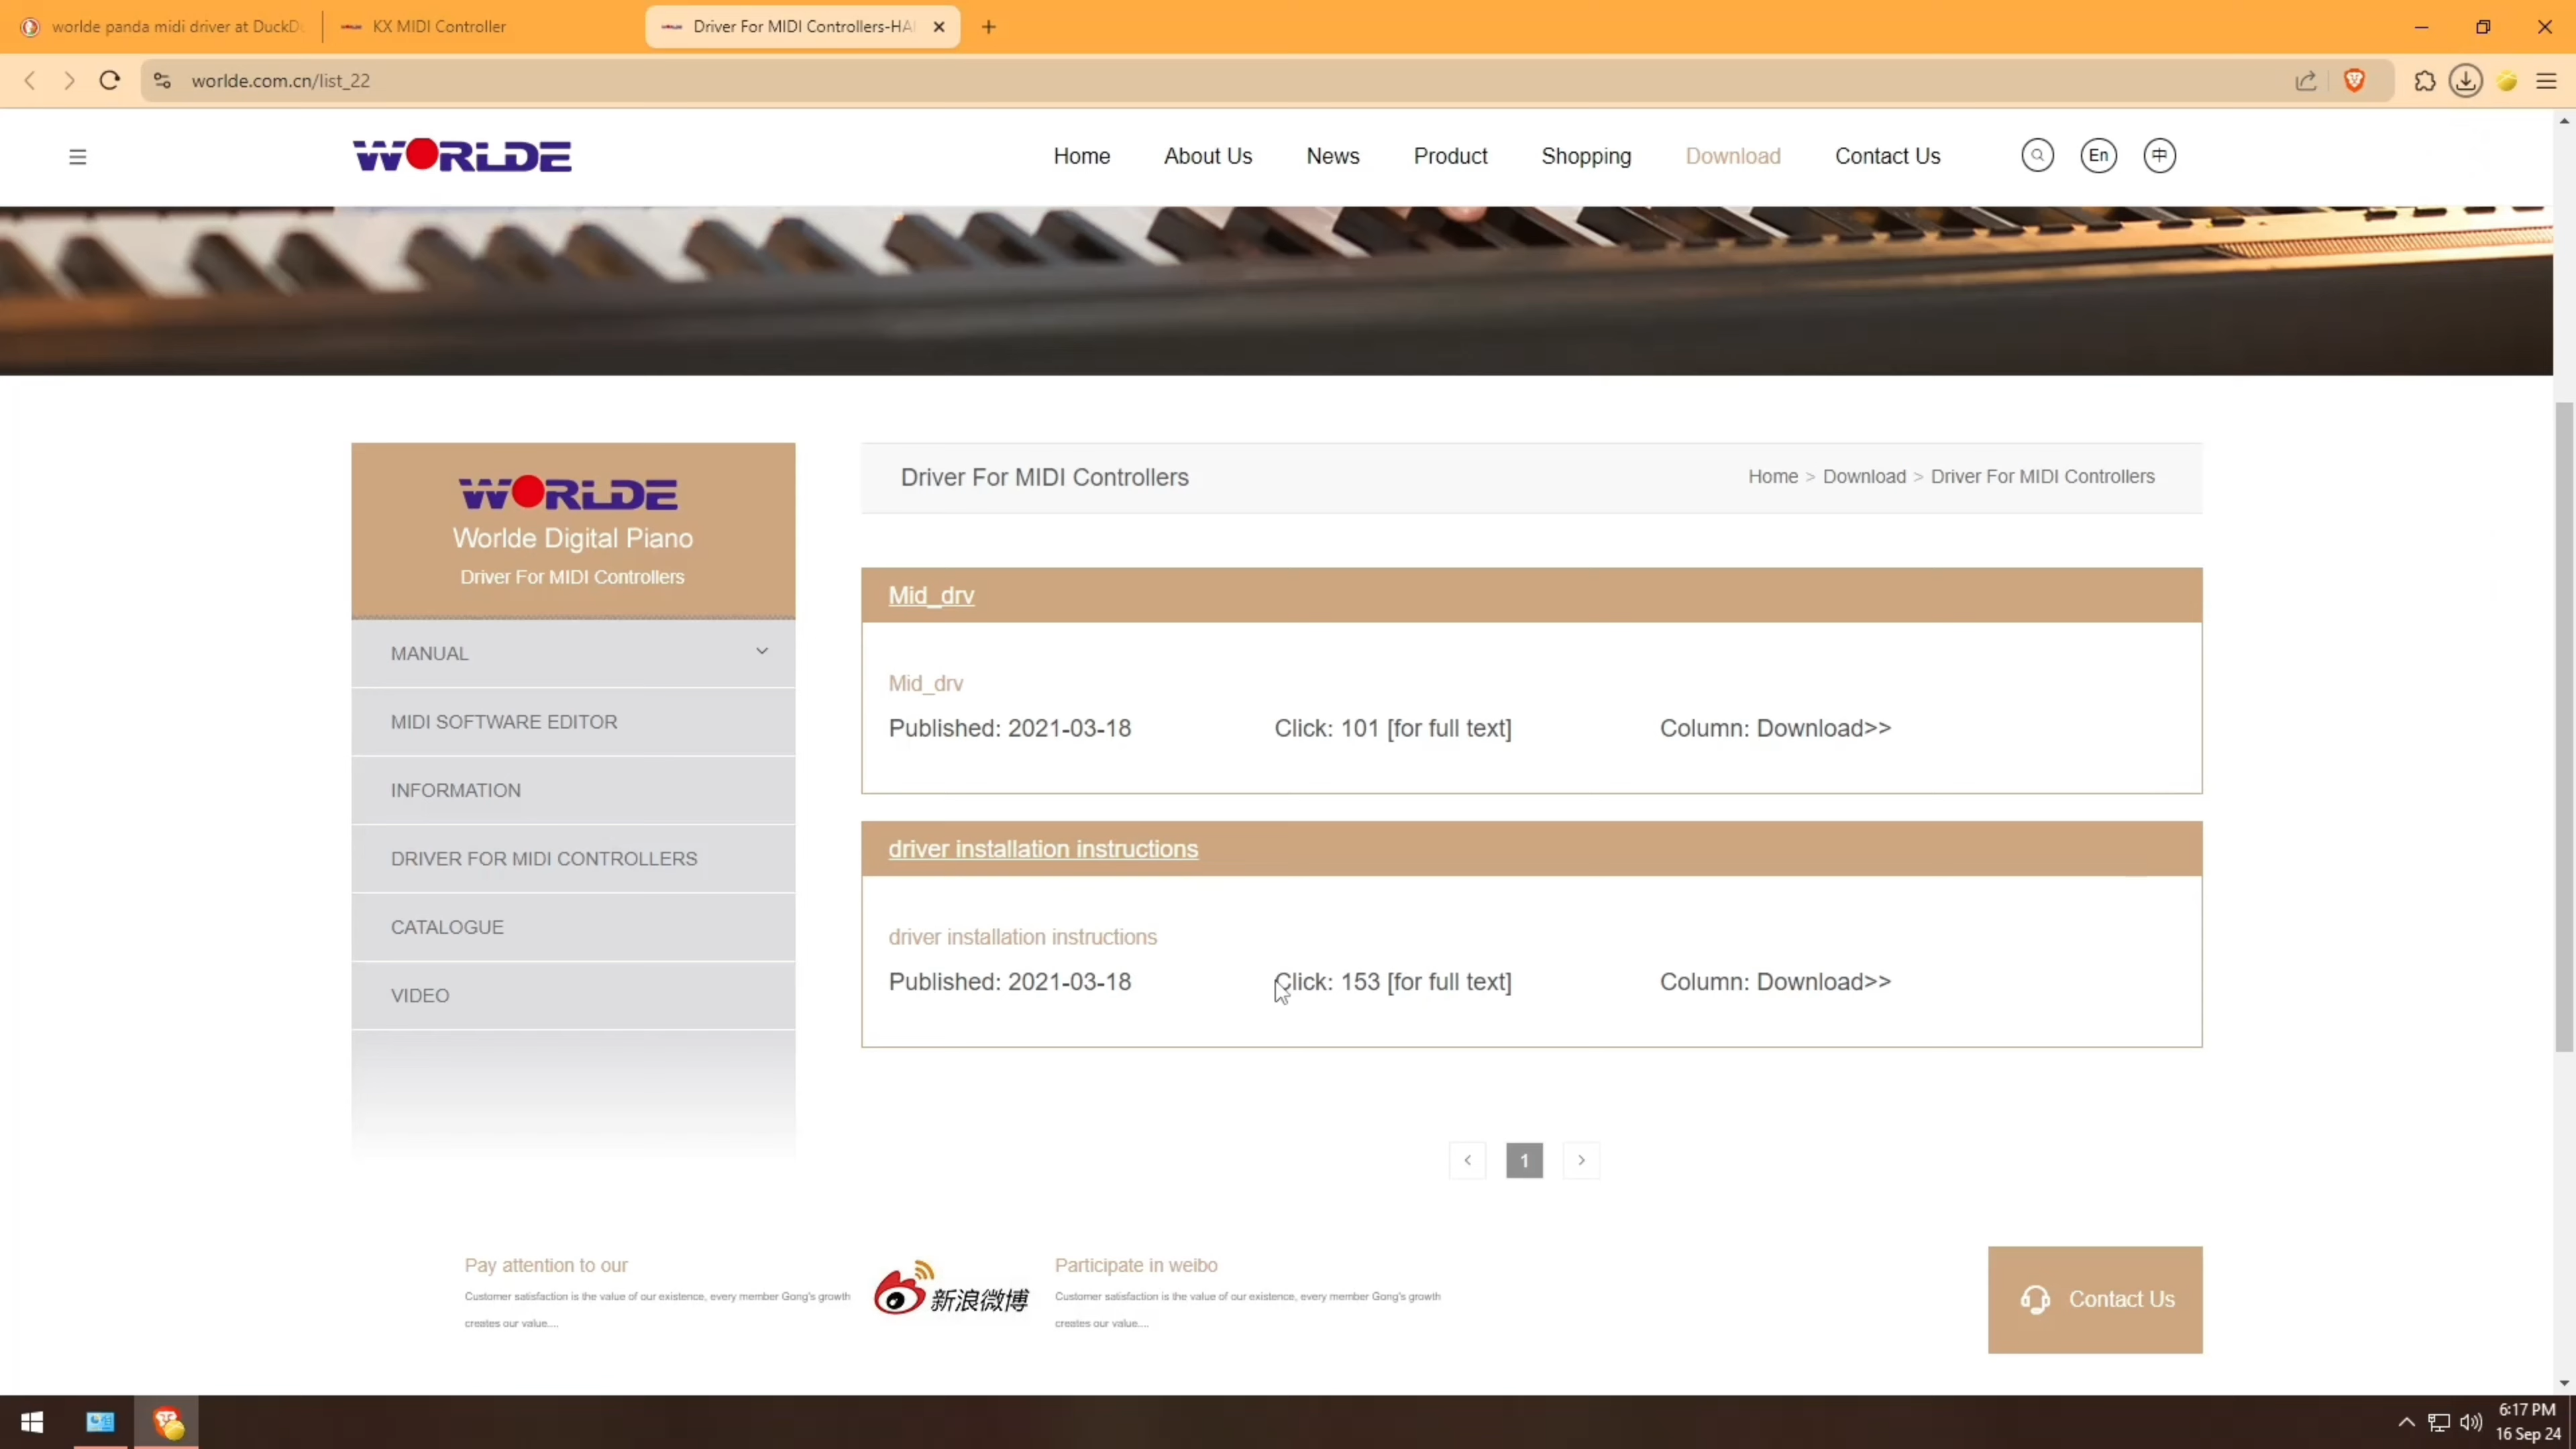 worlde panda midi driver at DuckD
KX MIDI Controller
Driver For MIDI Controllers-HA
worlde.com.cn/list_22
WORLDE
Home
About Us
News
Product
Shopping
Download
Contact Us
En
中
WORLDE
Worlde Digital Piano
Driver For MIDI Controllers
MANUAL
MIDI SOFTWARE EDITOR
INFORMATION
DRIVER FOR MIDI CONTROLLERS
CATALOGUE
VIDEO
Driver For MIDI Controllers
Home > Download > Driver For MIDI Controllers
Mid_drv
Mid_drv
Published: 2021-03-18
Click: 101 [for full text]
Column: Download>>
driver installation instructions
driver installation instructions
Published: 2021-03-18
Click: 153 [for full text]
Column: Download>>
< 1 >
Pay attention to our
Customer satisfaction is the value of our existence, every member Gong's growth
creates our value....
新浪微博
Participate in weibo
Customer satisfaction is the value of our existence, every member Gong's growth
creates our value....
Contact Us
6:17 PM
16 Sep 24